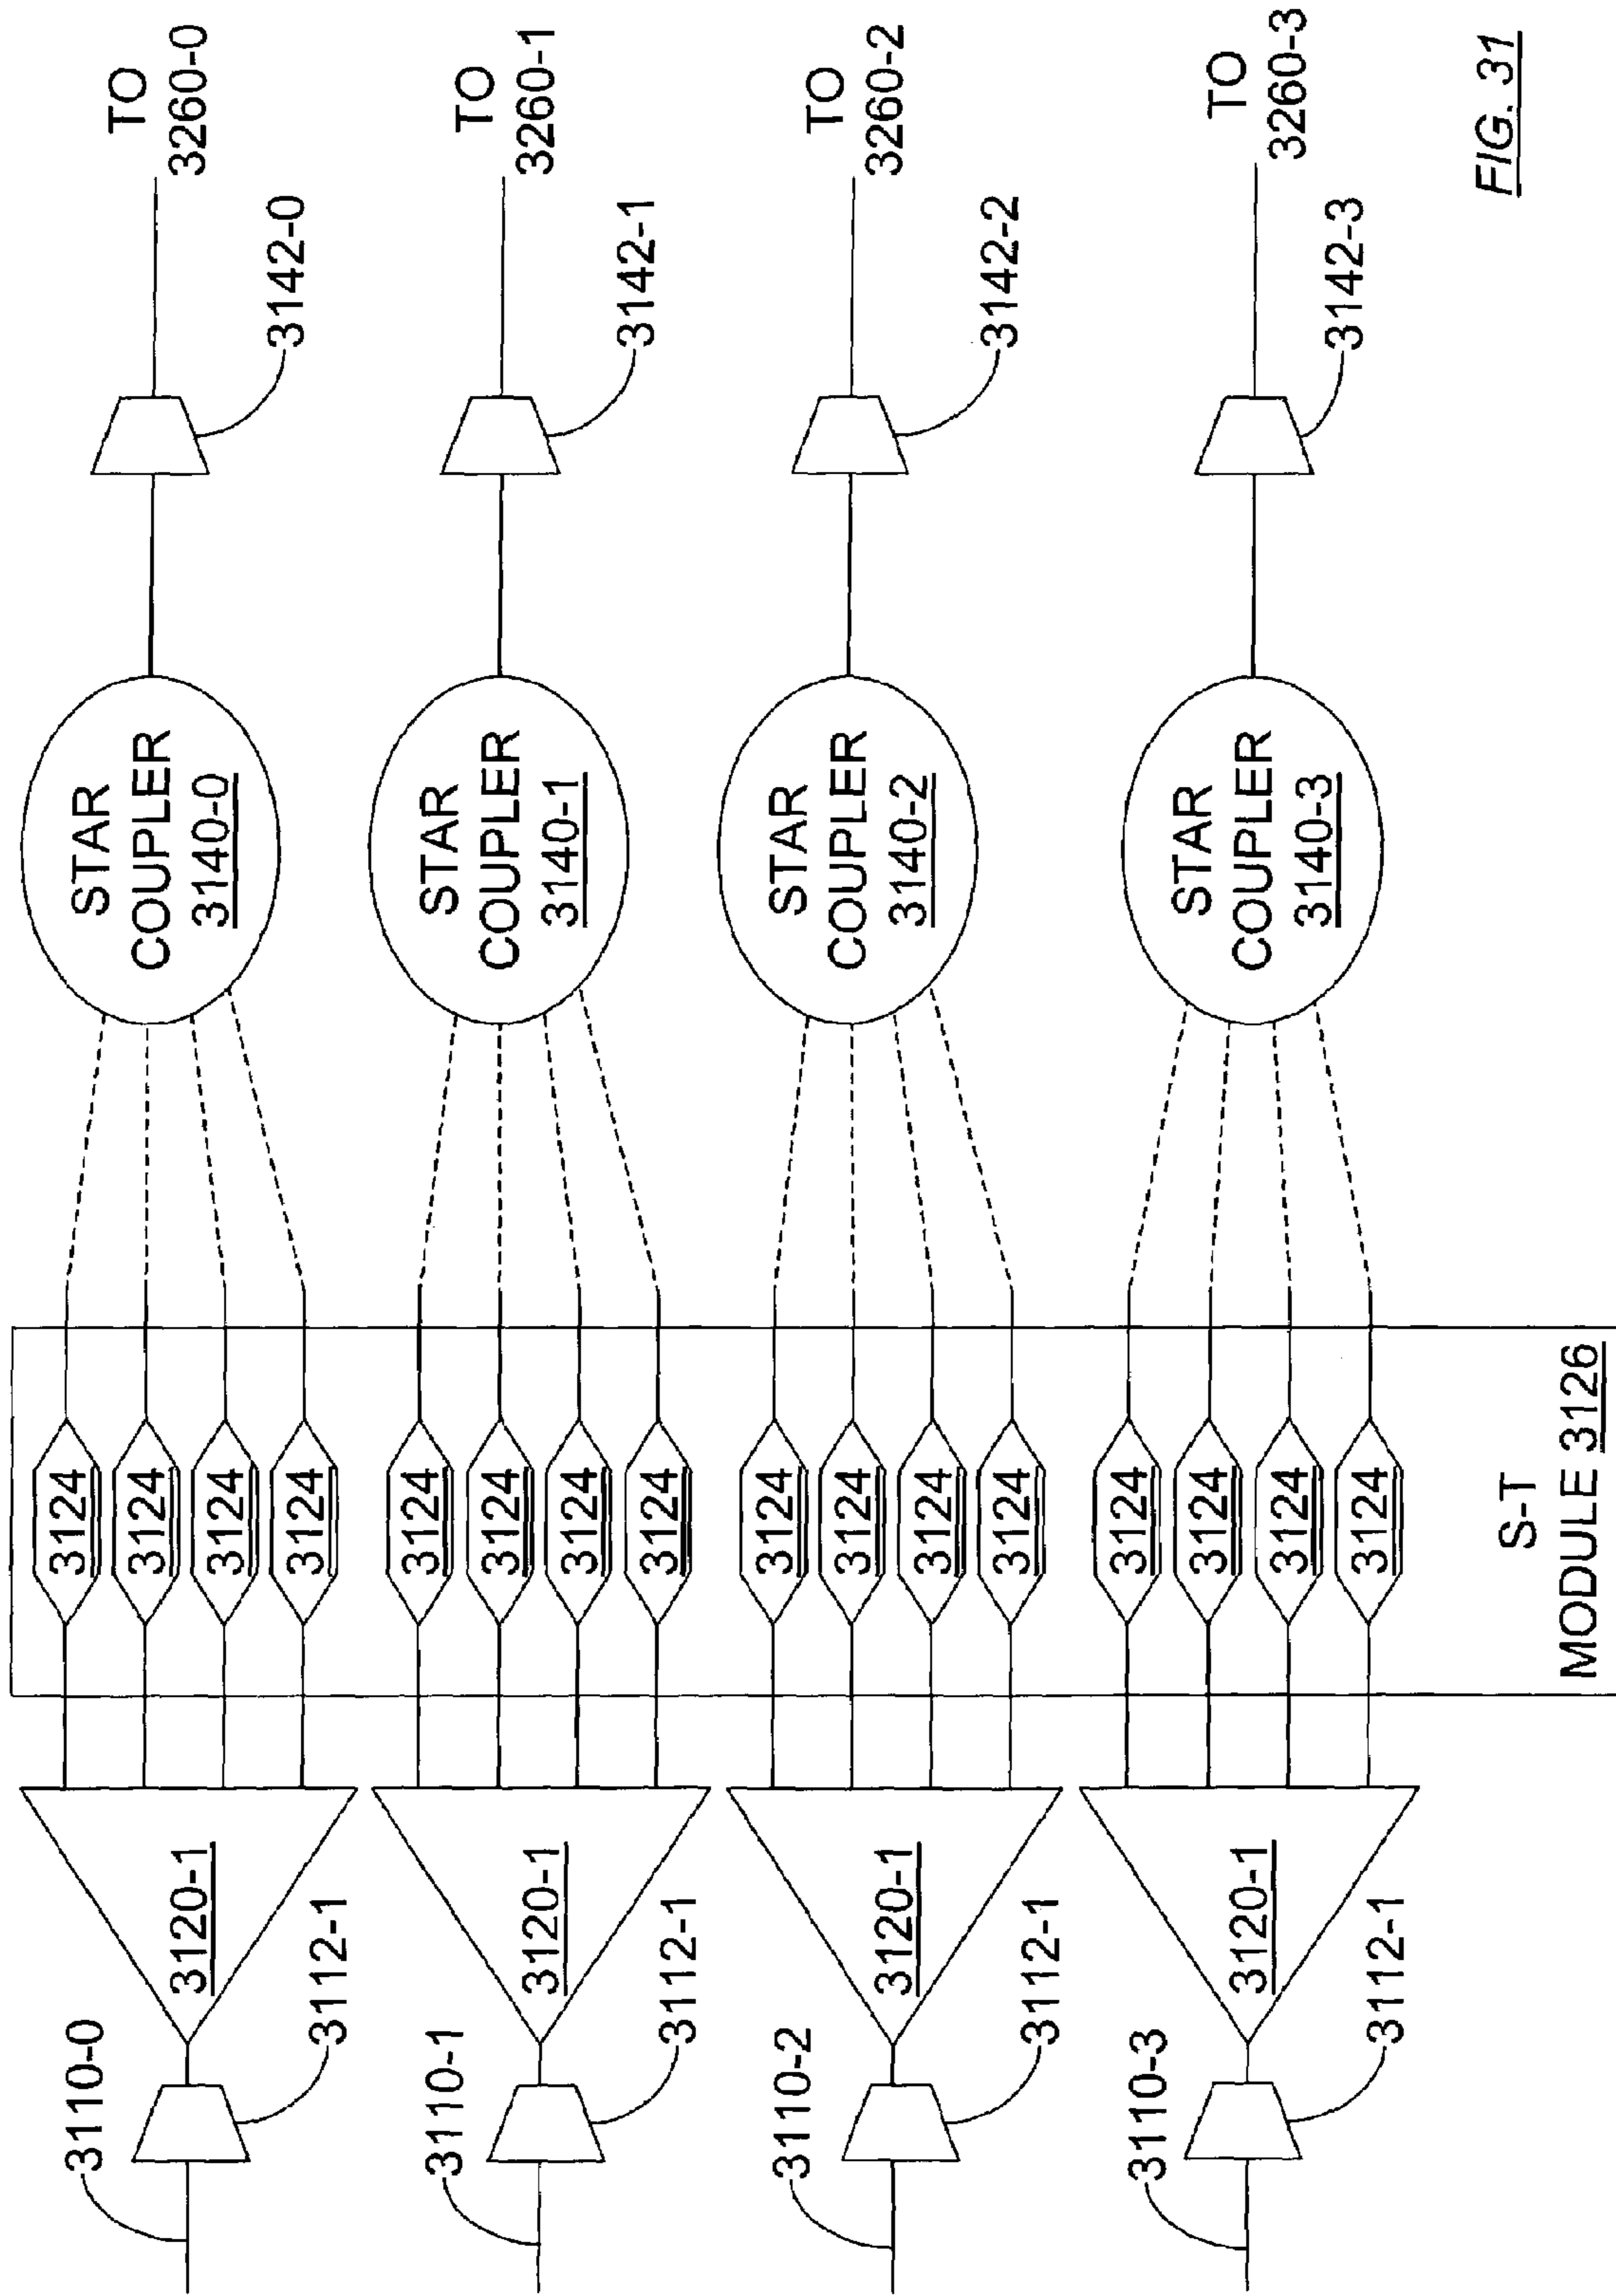 3110-0
3112-1
3120-1
3124
3124
3124
3124
STAR
COUPLER
3140-0
3142-0
TO
3260-0
3110-1
3112-1
3120-1
3124
3124
3124
3124
STAR
COUPLER
3140-1
3142-1
TO
3260-1
3110-2
3112-1
3120-1
3124
3124
3124
3124
STAR
COUPLER
3140-2
3142-2
TO
3260-2
3110-3
3112-1
3120-1
3124
3124
3124
3124
STAR
COUPLER
3140-3
3142-3
TO
3260-3
S-T
MODULE 3126
FIG. 31